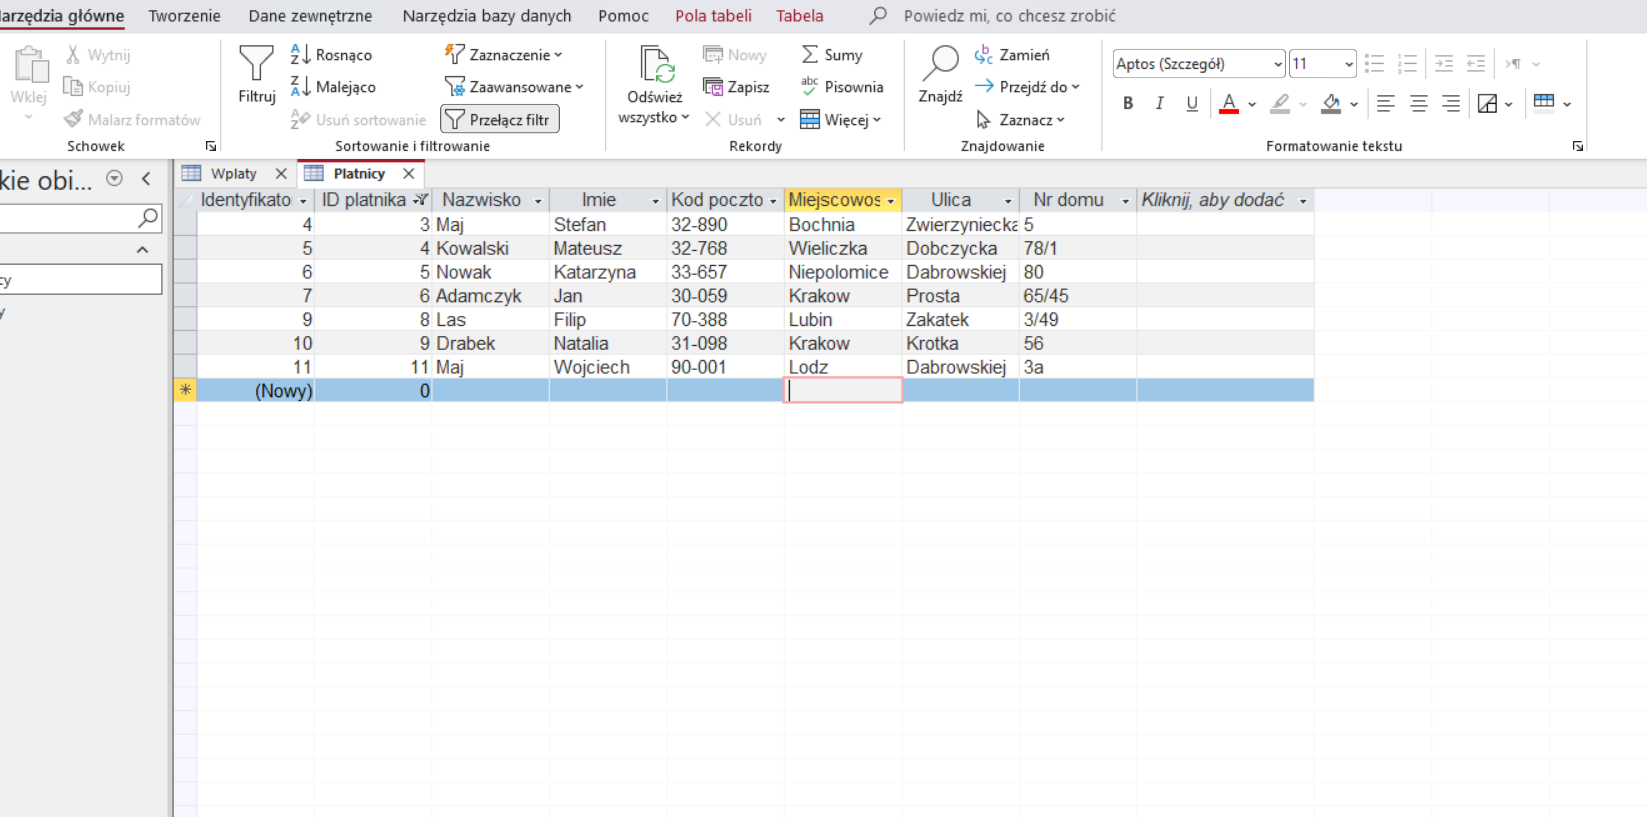 Narzędzia główne Tworzenie Dane zewnętrzne Narzędzia bazy danych Pomoc Pola tabeli Tabela Powiedz mi, co chcesz zrobić
Wklej
Wytnij
Kopiuj
Malarz formatów
Schowek
Filtruj
Rosnąco
Malejąco
Usuń sortowanie
Zaznaczenie
Zaawansowane
Przełącz filtr
Sortowanie i filtrowanie
Odśwież
wszystko
Nowy
Zapisz
Usuń
Sumy
Pisownia
Więcej
Rekordy
Znajdź
Zamień
Przejdź do
Zaznacz
Znajdowanie
Aptos (Szczegół) 11
B I U A
Formatowanie tekstu
kie obi...
cy
y
Wplaty Platnicy
Identyfikato ID platnika Nazwisko Imie Kod poczto Miejscowos Ulica Nr domu Kliknij, aby dodać
4 3 Maj Stefan 32-890 Bochnia Zwierzyniecka 5
5 4 Kowalski Mateusz 32-768 Wieliczka Dobczycka 78/1
6 5 Nowak Katarzyna 33-657 Niepolomice Dabrowskiej 80
7 6 Adamczyk Jan 30-059 Krakow Prosta 65/45
9 8 Las Filip 70-388 Lubin Zakatek 3/49
10 9 Drabek Natalia 31-098 Krakow Krotka 56
11 11 Maj Wojciech 90-001 Lodz Dabrowskiej 3a
(Nowy) 0